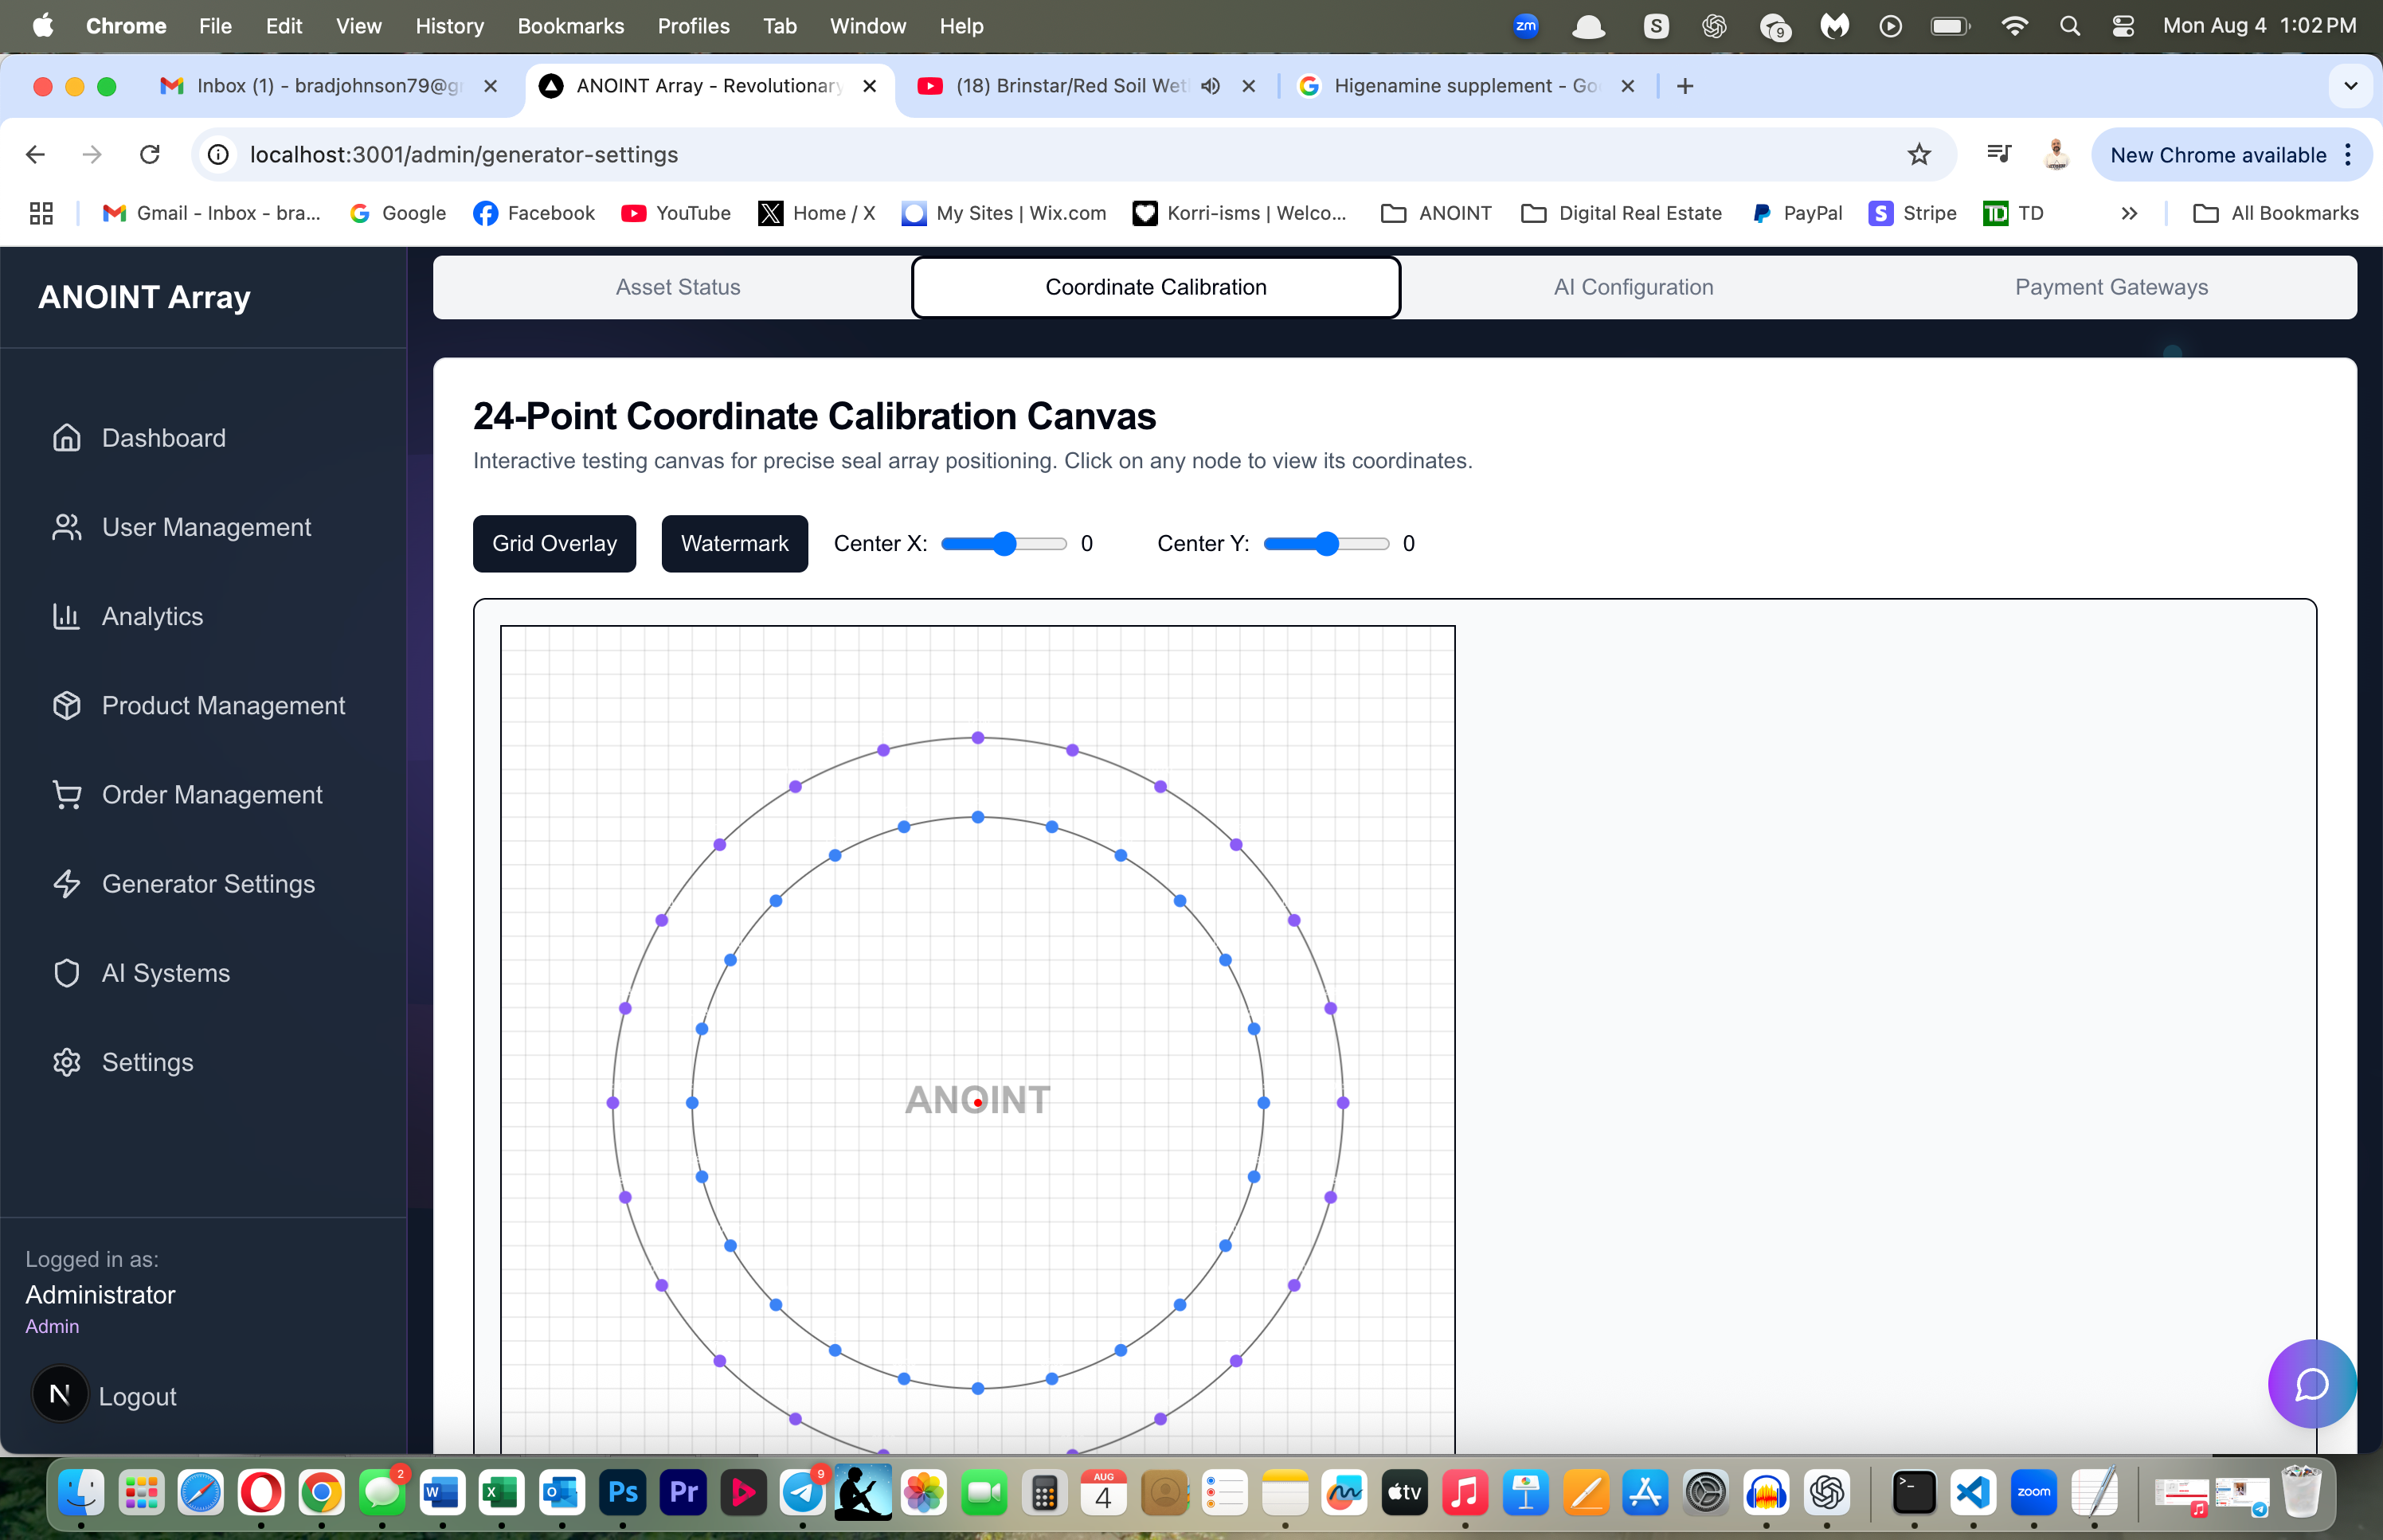 Chrome File Edit View History Bookmarks Profiles Tab Window Help zm S 9 Mon Aug 4 1:02 PM
Inbox (1) - bradjohnson79@g ANOINT Array - Revolutionary (18) Brinstar/Red Soil Wet Higenamine supplement - Go
localhost:3001/admin/generator-settings New Chrome available
Gmail - Inbox - bra... Google Facebook YouTube Home / X My Sites | Wix.com Korri-isms | Welco... ANOINT Digital Real Estate PayPal Stripe TD All Bookmarks
ANOINT Array
Dashboard
User Management
Analytics
Product Management
Order Management
Generator Settings
AI Systems
Settings
Logged in as:
Administrator
Admin
N Logout
Asset Status Coordinate Calibration AI Configuration Payment Gateways
24-Point Coordinate Calibration Canvas
Interactive testing canvas for precise seal array positioning. Click on any node to view its coordinates.
Grid Overlay Watermark Center X: 0 Center Y: 0
ANOINT
2 W X O Ps Pr 9 AUG 4 tv zoom